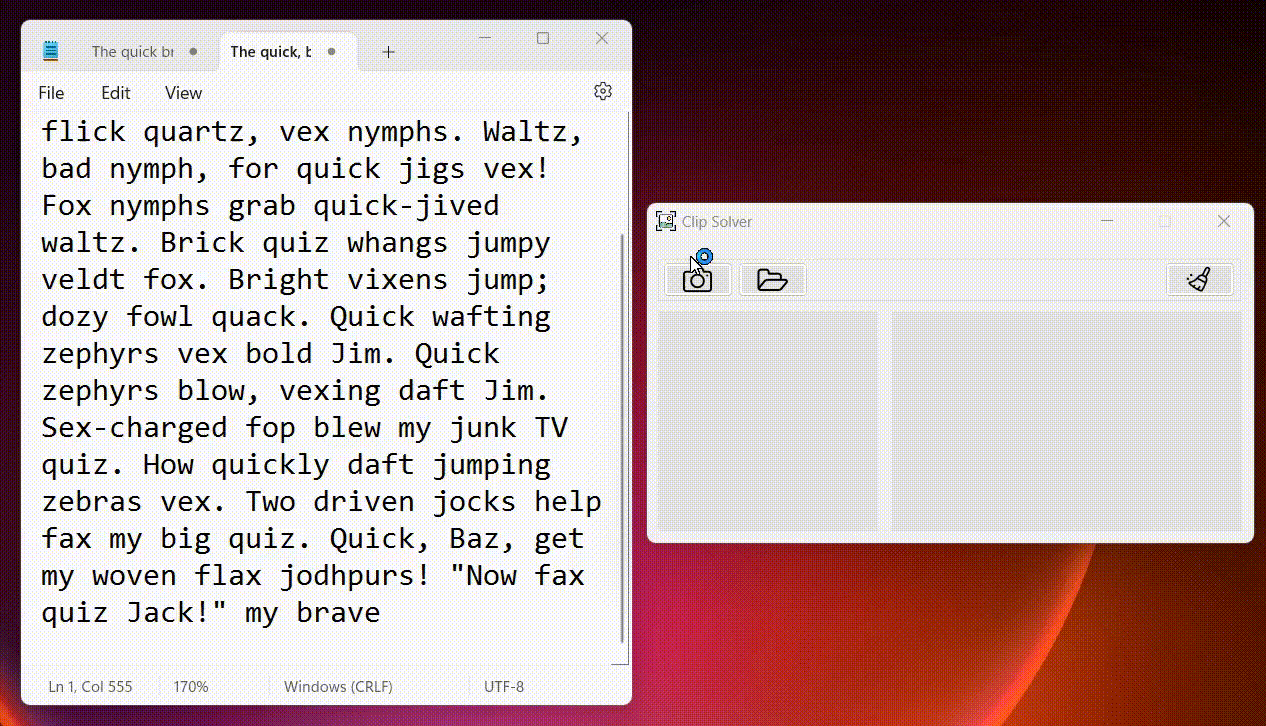 The quick br
The quick, b
File Edit View
flick quartz, vex nymphs. Waltz,
bad nymph, for quick jigs vex!
Fox nymphs grab quick-jived
waltz. Brick quiz whangs jumpy
veldt fox. Bright vixens jump;
dozy fowl quack. Quick wafting
zephyrs vex bold Jim. Quick
zephyrs blow, vexing daft Jim.
Sex-charged fop blew my junk TV
quiz. How quickly daft jumping
zebras vex. Two driven jocks help
fax my big quiz. Quick, Baz, get
my woven flax jodhpurs! "Now fax
quiz Jack!" my brave
Ln 1, Col 555 170% Windows (CRLF) UTF-8
Clip Solver